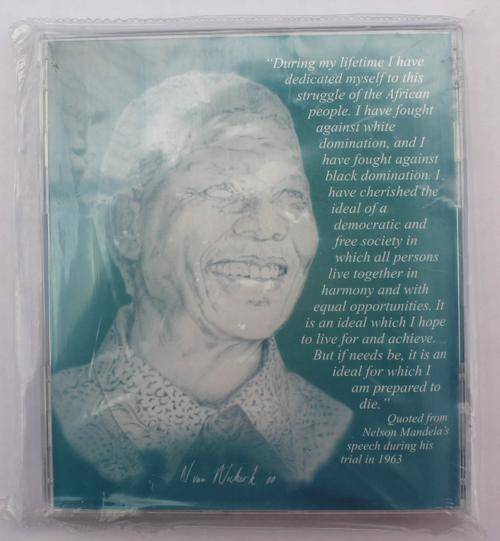 “During my lifetime I have
dedicated myself to this
struggle of the African
people. I have fought
against white
domination, and I
have fought against
black domination. I
have cherished the
ideal of a
democratic and
free society in
which all persons
live together in
harmony and with
equal opportunities. It
is an ideal which I hope
to live for and achieve.
But if needs be, it is an
ideal for which I
am prepared to
die.”
Quoted from
Nelson Mandela's
speech during his
trial in 1963
N van Niekerk 00